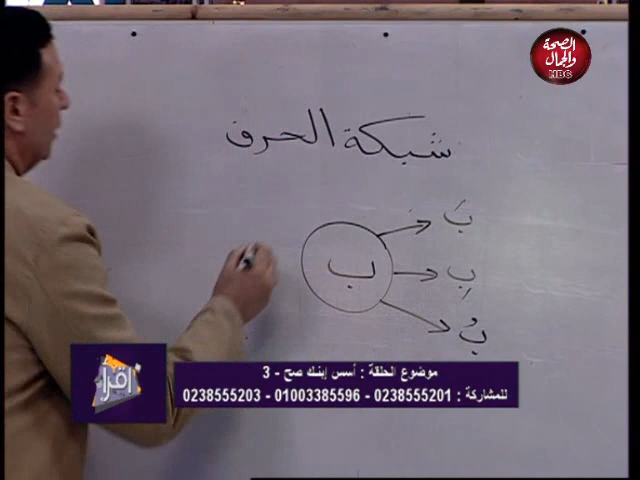 الصحة
والجمال
HBC
شبكة الحرف
بَ
ب
بِ
بُ
اقرأ
موضوع الحلقة : أسس إبنك صح - 3
للمشاركة : 0238555201 - 01003385596 - 0238555203